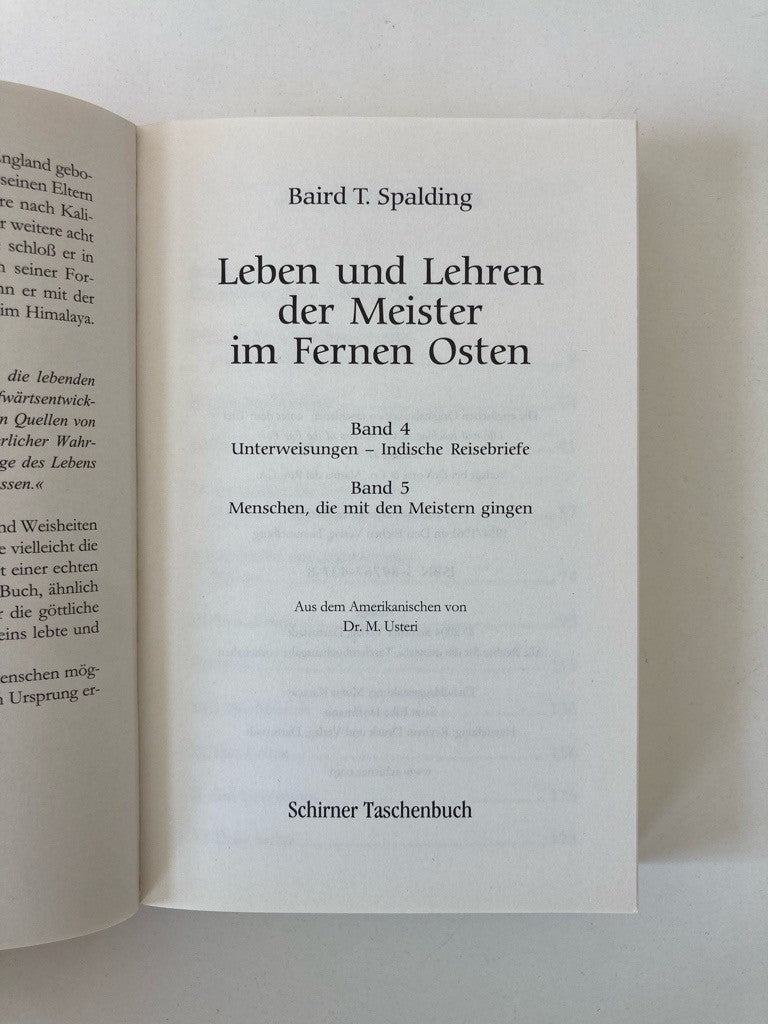 ngland gebo-
seinen Eltern
re nach Kali-
r weitere acht
schloß er in
seiner For-
nn er mit der
im Himalaya.
die lebenden
fwärtsentwick-
n Quellen von
erlicher Wahr-
ge des Lebens
ssen.«
nd Weisheiten
e vielleicht die
t einer echten
Buch, ähnlich
r die göttliche
eins lebte und
enschen mög-
n Ursprung er-
Baird T. Spalding
Leben und Lehren
der Meister
im Fernen Osten
Band 4
Unterweisungen – Indische Reisebriefe
Band 5
Menschen, die mit den Meistern gingen
Aus dem Amerikanischen von
Dr. M. Usteri
Schirner Taschenbuch